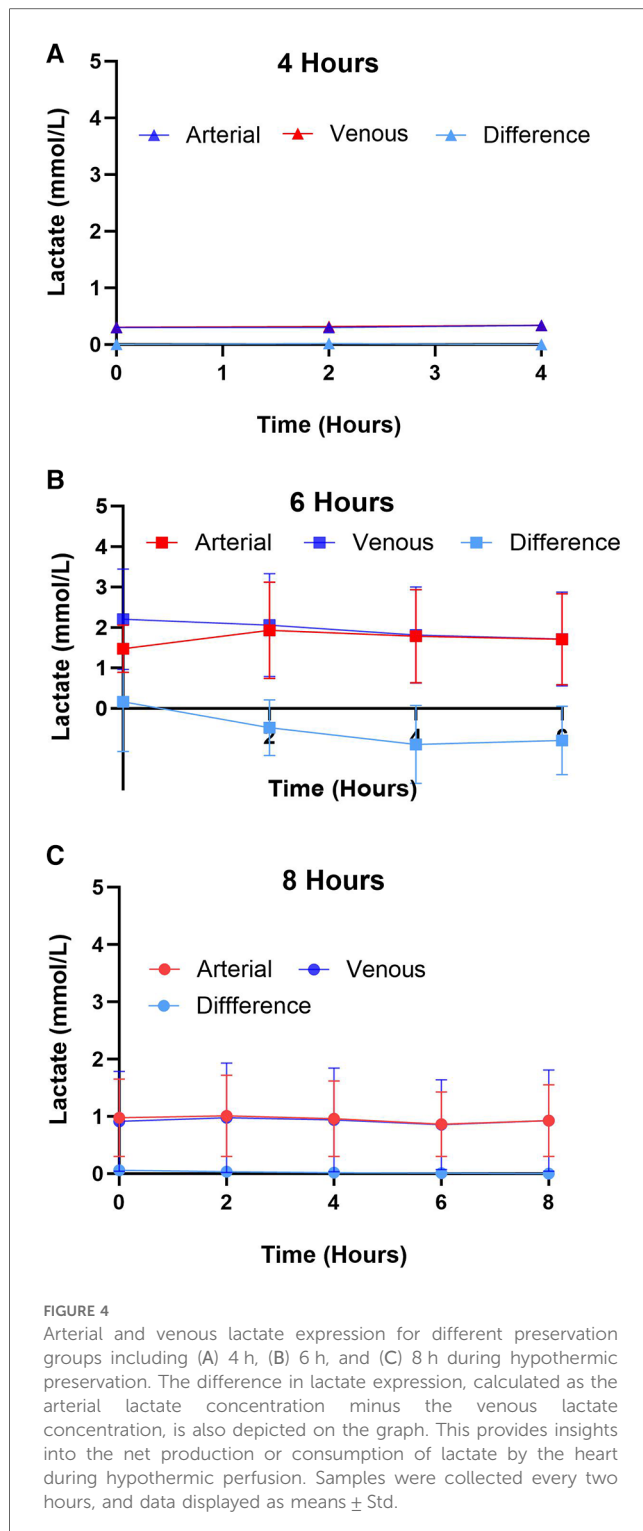 A
4 Hours
5
4
3
2
1
0
Lactate (mmol/L)
Arterial Venous Difference
0 1 2 3 4
Time (Hours)
B
6 Hours
5
4
3
2
1
0
Lactate (mmol/L)
Arterial Venous Difference
2 4 6
Time (Hours)
C
8 Hours
5
4
3
2
1
0
Lactate (mmol/L)
Arterial Venous
Diffference
0 2 4 6 8
Time (Hours)
FIGURE 4
Arterial and venous lactate expression for different preservation
groups including (A) 4 h, (B) 6 h, and (C) 8 h during hypothermic
preservation. The difference in lactate expression, calculated as the
arterial lactate concentration minus the venous lactate
concentration, is also depicted on the graph. This provides insights
into the net production or consumption of lactate by the heart
during hypothermic perfusion. Samples were collected every two
hours, and data displayed as means ± Std.